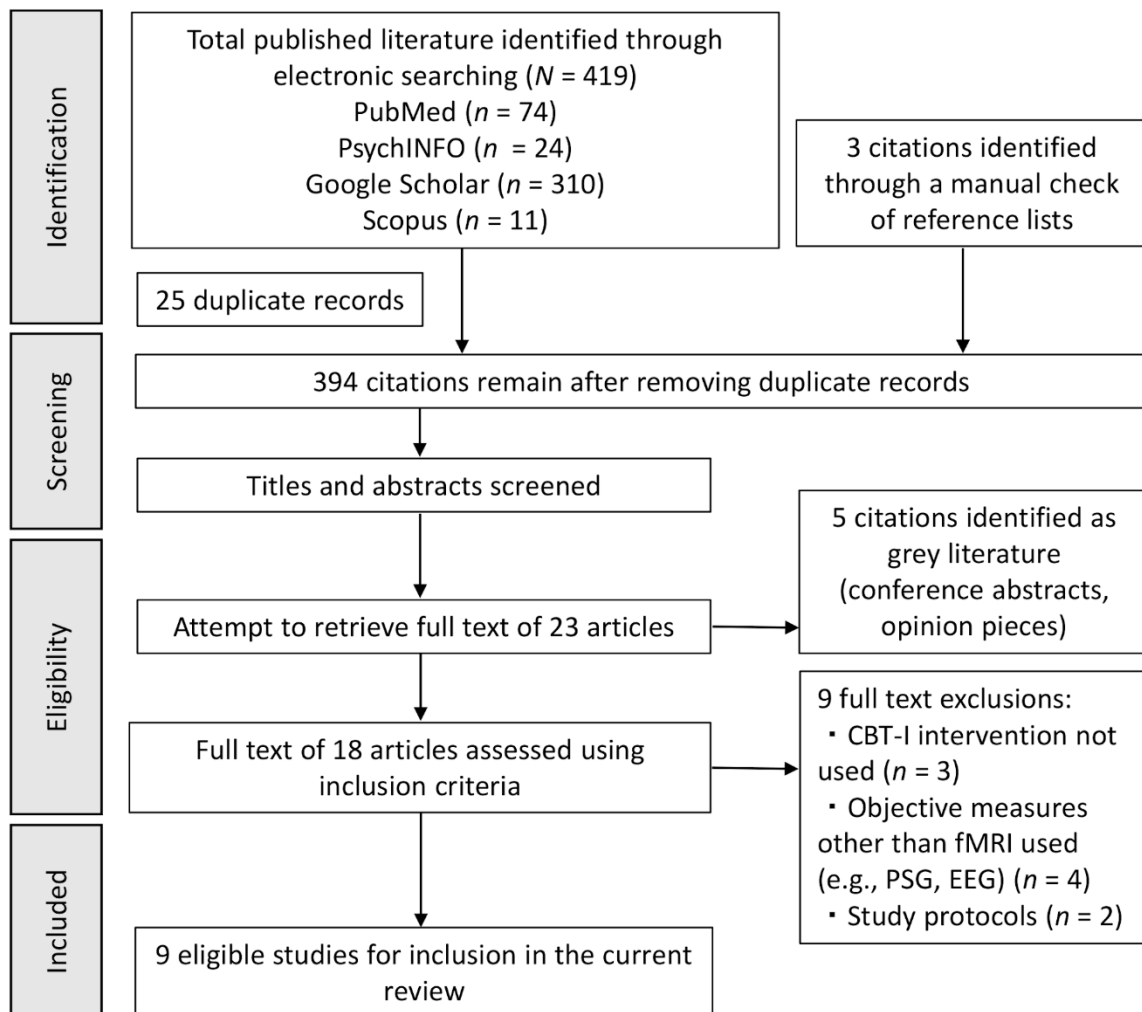 Identification
Total published literature identified through
electronic searching (N = 419)
PubMed (n = 74)
PsychINFO (n = 24)
Google Scholar (n = 310)
Scopus (n = 11)
3 citations identified
through a manual check
of reference lists
25 duplicate records
Screening
394 citations remain after removing duplicate records
Titles and abstracts screened
Eligibility
Attempt to retrieve full text of 23 articles
5 citations identified as
grey literature
(conference abstracts,
opinion pieces)
Full text of 18 articles assessed using
inclusion criteria
9 full text exclusions:
・CBT-I intervention not
used (n = 3)
・Objective measures
other than fMRI used
(e.g., PSG, EEG) (n = 4)
・Study protocols (n = 2)
Included
9 eligible studies for inclusion in the current
review